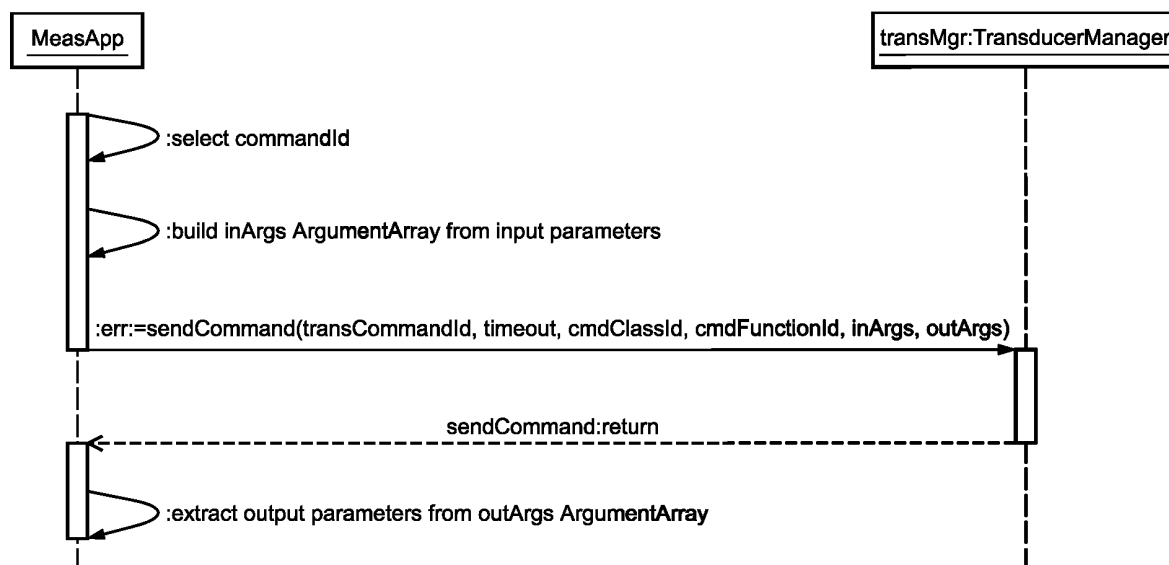 MeasApp
transMgr:TransducerManager
:select commandId
:build inArgs ArgumentArray from input parameters
:err:=sendCommand(transCommandId, timeout, cmdClassId, cmdFunctionId, inArgs, outArgs)
sendCommand:return
:extract output parameters from outArgs ArgumentArray